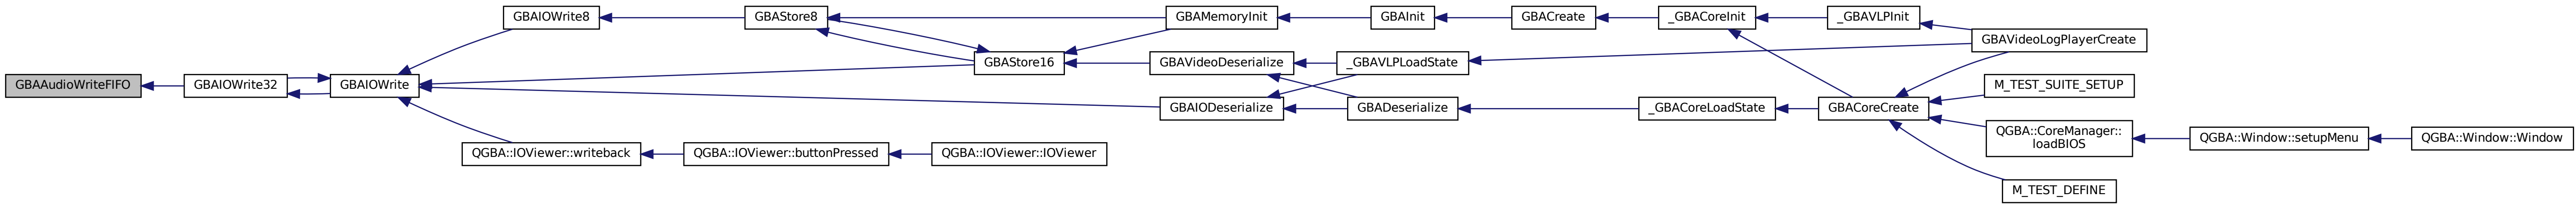 GBAAudioWriteFIFO
GBAIOWrite32
GBAIOWrite
GBAIOWrite8
GBAStore8
GBAStore16
GBAMemoryInit
GBAInit
GBACreate
_GBACoreInit
_GBAVLPInit
GBAVideoLogPlayerCreate
GBAVideoDeserialize
_GBAVLPLoadState
GBAIODeserialize
GBADeserialize
_GBACoreLoadState
GBACoreCreate
M_TEST_SUITE_SETUP
QGBA::CoreManager::
loadBIOS
QGBA::Window::setupMenu
QGBA::Window::Window
M_TEST_DEFINE
QGBA::IOViewer::writeback
QGBA::IOViewer::buttonPressed
QGBA::IOViewer::IOViewer